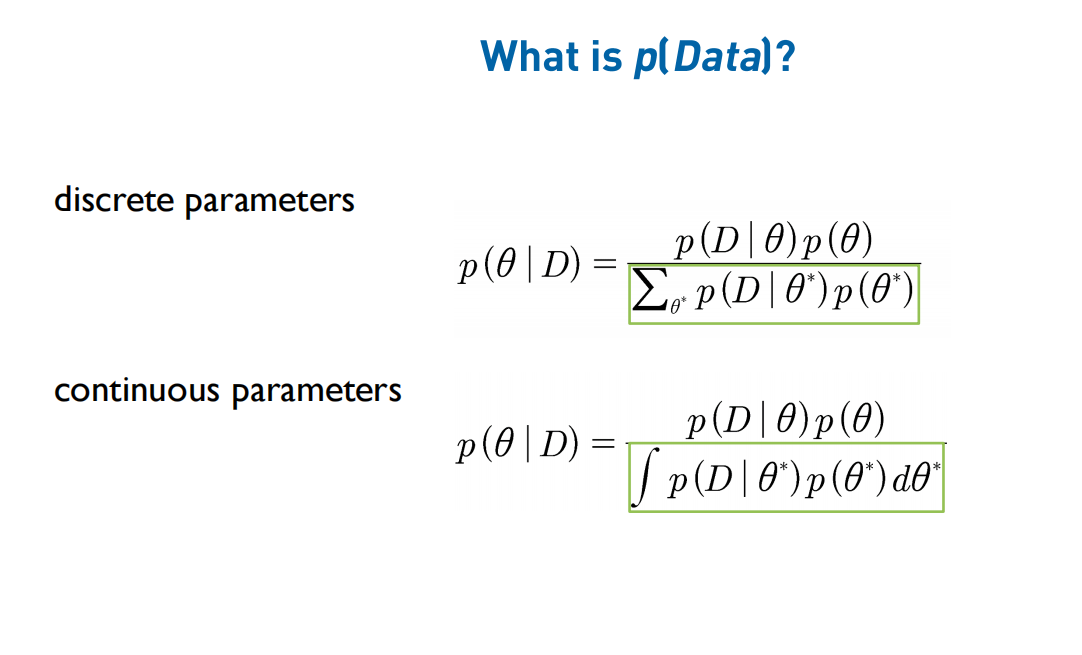 What is p(Data)?
discrete parameters
p(θ | D) = p(D | θ)p(θ) / ∑θ* p(D | θ*)p(θ*)
continuous parameters
p(θ | D) = p(D | θ)p(θ) / ∫ p(D | θ*)p(θ*)dθ*